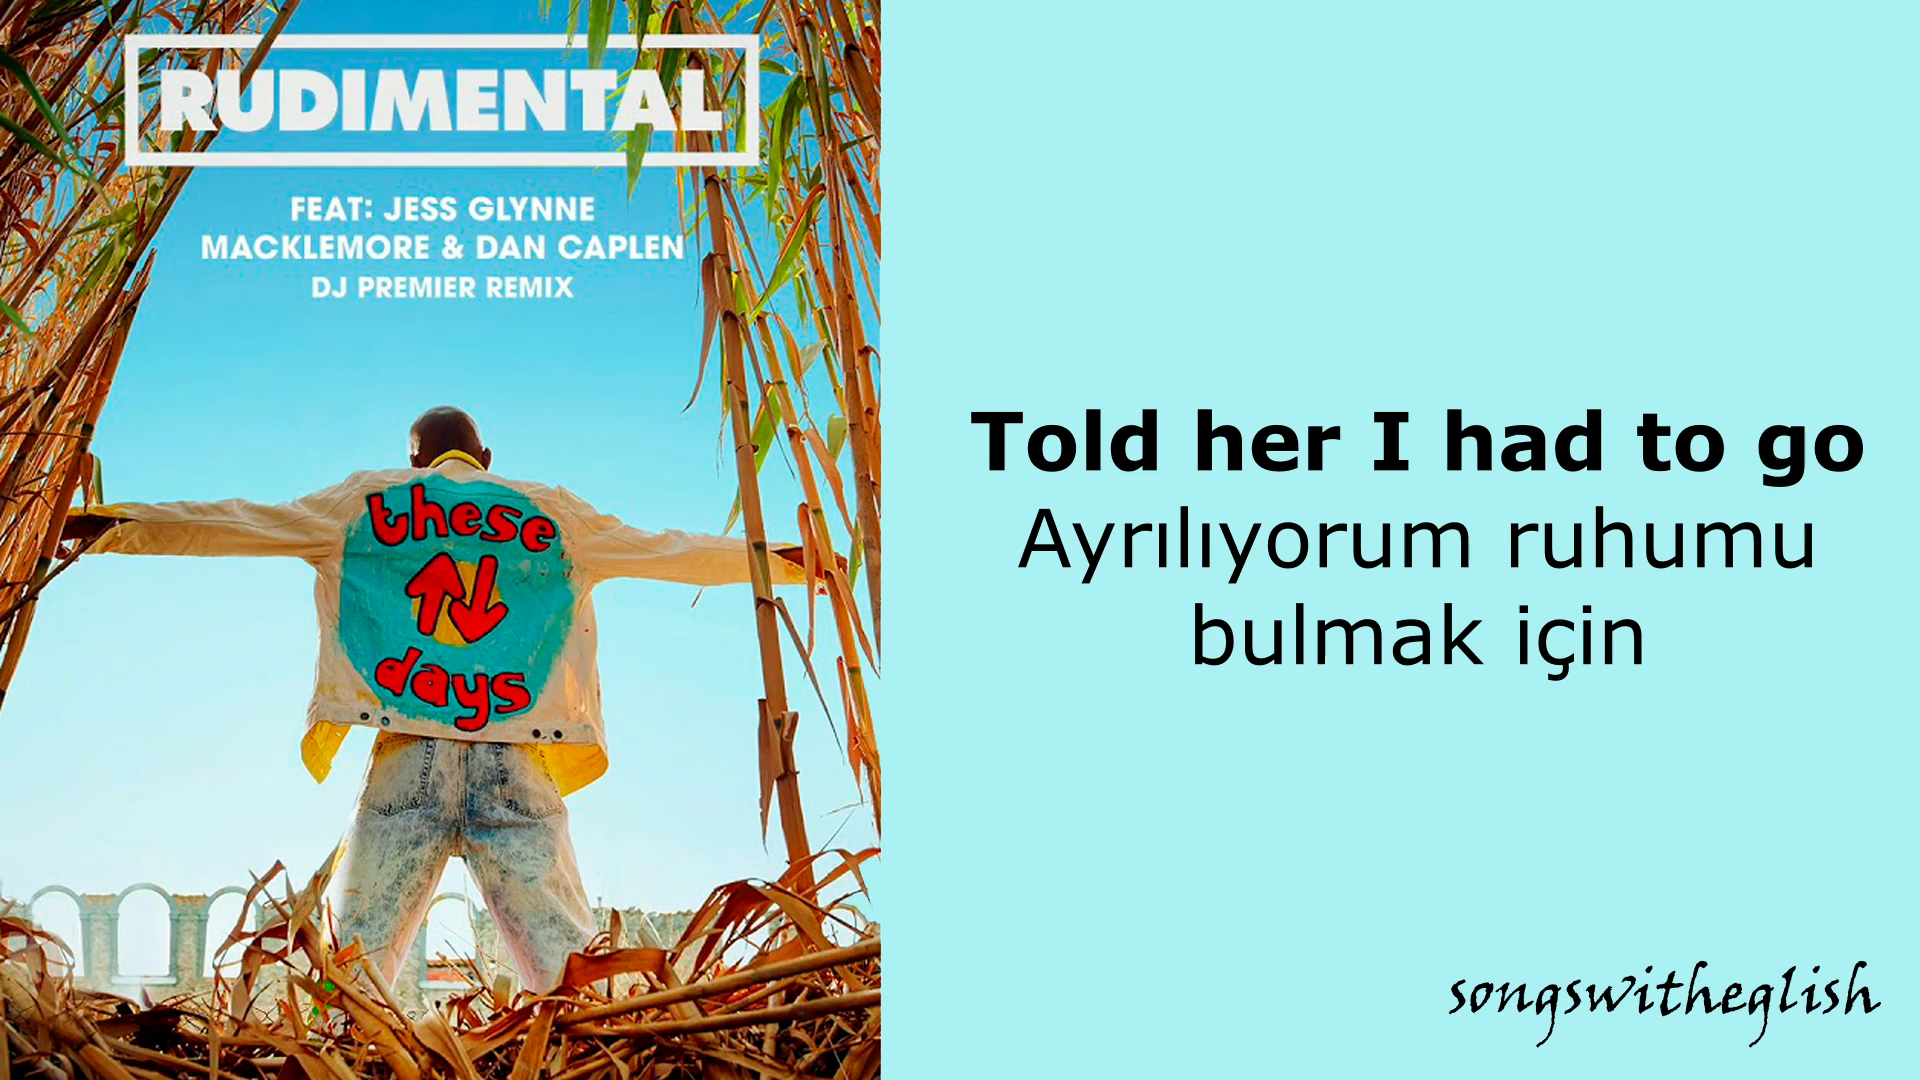 RUDIMENTAL
FEAT: JESS GLYNNE
MACKLEMORE & DAN CAPLEN
DJ PREMIER REMIX
these
days
Told her I had to go
Ayrılıyorum ruhumu
bulmak için
songswitheglish